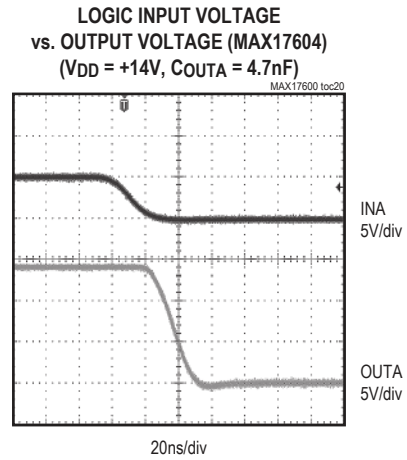 LOGIC INPUT VOLTAGE
vs. OUTPUT VOLTAGE (MAX17604)
(VDD = +14V, COUTA = 4.7nF)
MAX17600 toc20
T
INA
5V/div
OUTA
5V/div
20ns/div